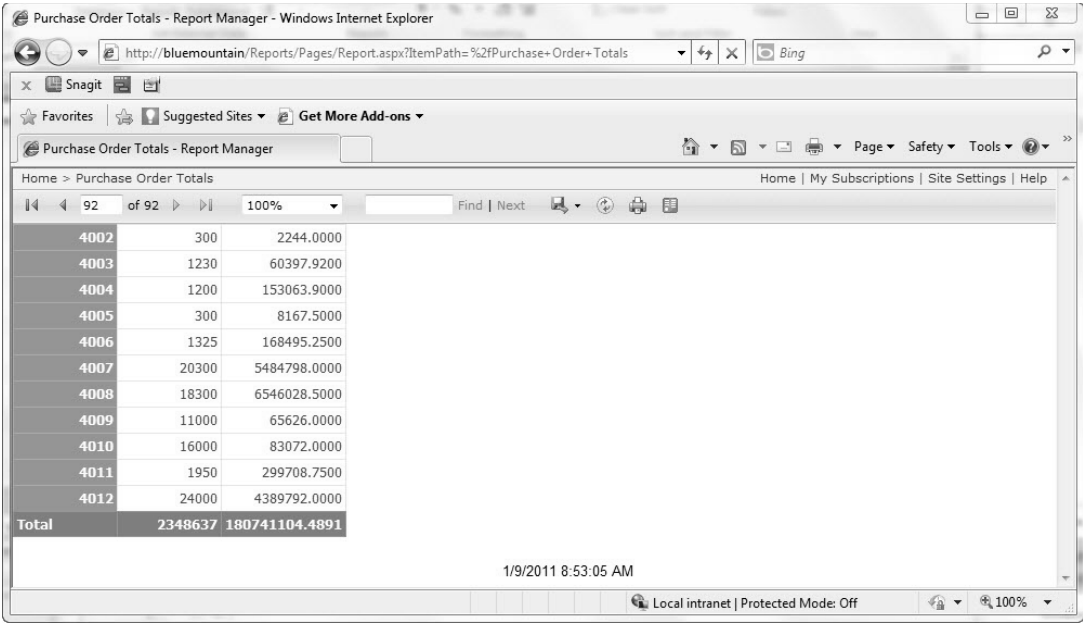 Purchase Order Totals - Report Manager - Windows Internet Explorer
http://bluemountain/Reports/Pages/Report.aspx?ItemPath=%2fPurchase+Order+Totals
Bing
x Snagit
Favorites Suggested Sites Get More Add-ons
Purchase Order Totals - Report Manager Page Safety Tools »
Home > Purchase Order Totals Home | My Subscriptions | Site Settings | Help
92 of 92 100% Find | Next
4002 300 2244.0000
4003 1230 60397.9200
4004 1200 153063.9000
4005 300 8167.5000
4006 1325 168495.2500
4007 20300 5484798.0000
4008 18300 6546028.5000
4009 11000 65626.0000
4010 16000 83072.0000
4011 1950 299708.7500
4012 24000 4389792.0000
Total 2348637 180741104.4891
1/9/2011 8:53:05 AM
Local intranet | Protected Mode: Off 100%